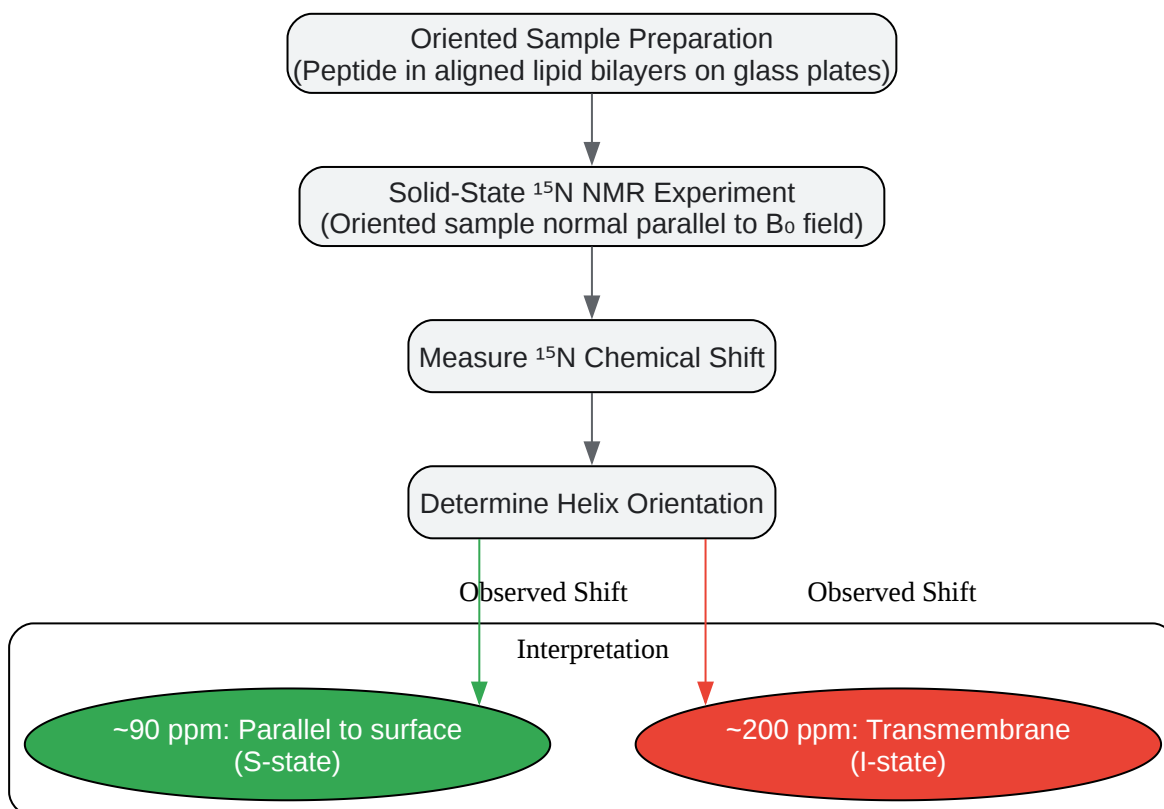 Oriented Sample Preparation
(Peptide in aligned lipid bilayers on glass plates)
Solid-State ¹⁵N NMR Experiment
(Oriented sample normal parallel to B₀ field)
Measure ¹⁵N Chemical Shift
Determine Helix Orientation
Observed Shift
Observed Shift
Interpretation
~90 ppm: Parallel to surface
(S-state)
~200 ppm: Transmembrane
(I-state)